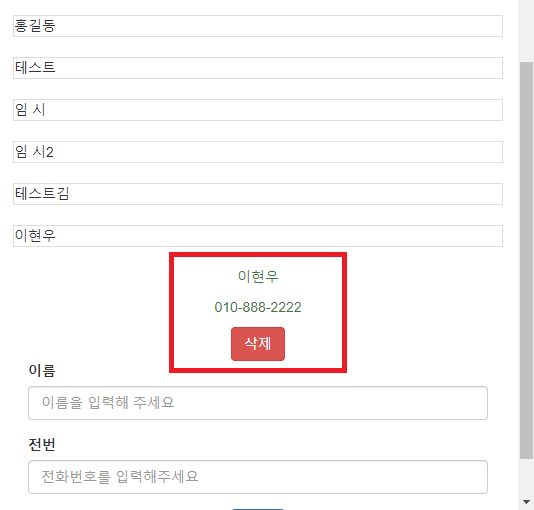 홍길동
테스트
임 시
임 시2
테스트김
이현우
이현우
010-888-2222
삭제
이름
이름을 입력해 주세요
전번
전화번호를 입력해주세요